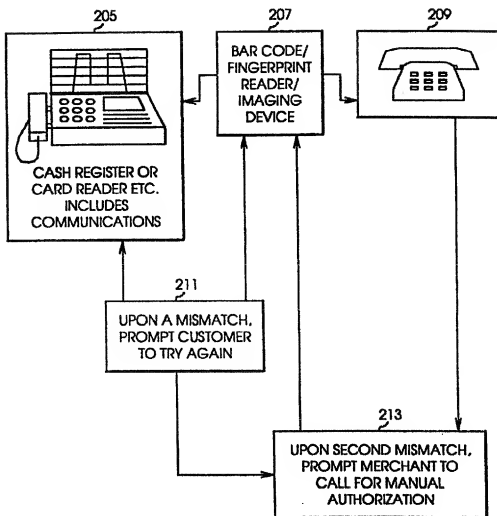 205
207
209
BAR CODE/
FINGERPRINT
READER/
IMAGING
DEVICE
CASH REGISTER OR
CARD READER ETC.
INCLUDES
COMMUNICATIONS
211
UPON A MISMATCH,
PROMPT CUSTOMER
TO TRY AGAIN
213
UPON SECOND MISMATCH,
PROMPT MERCHANT TO
CALL FOR MANUAL
AUTHORIZATION